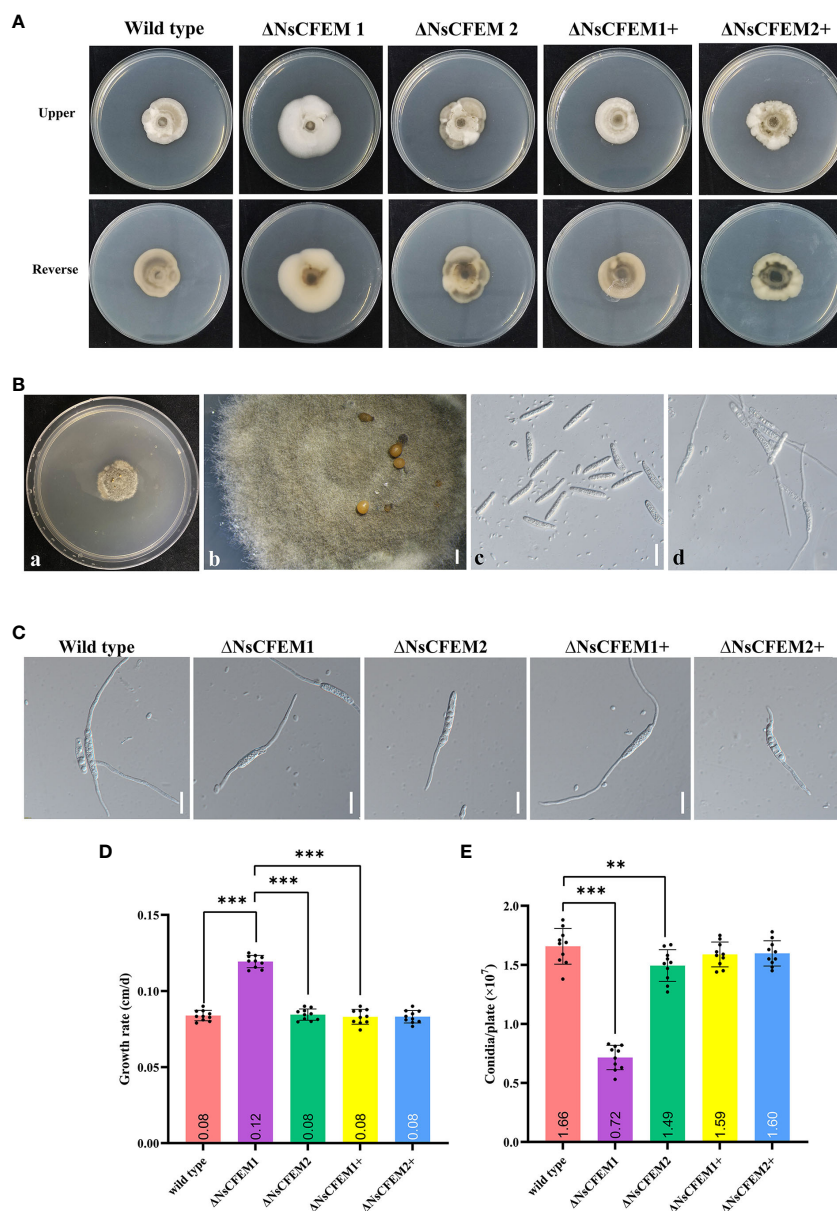 A
Wild type ΔNsCFEM 1 ΔNsCFEM 2 ΔNsCFEM1+ ΔNsCFEM2+
Upper
Reverse
B
a b c d
C
Wild type ΔNsCFEM1 ΔNsCFEM2 ΔNsCFEM1+ ΔNsCFEM2+
D
***
***
***
Growth rate (cm/d)
0.15
0.10
0.05
0.00
0.08 0.12 0.08 0.08 0.08
wild type ΔNsCFEM1 ΔNsCFEM2 ΔNsCFEM1+ ΔNsCFEM2+
E
**
***
Conidia/plate (×10⁷)
2.0
1.5
1.0
0.5
0.0
1.66 0.72 1.49 1.59 1.60
wild type ΔNsCFEM1 ΔNsCFEM2 ΔNsCFEM1+ ΔNsCFEM2+